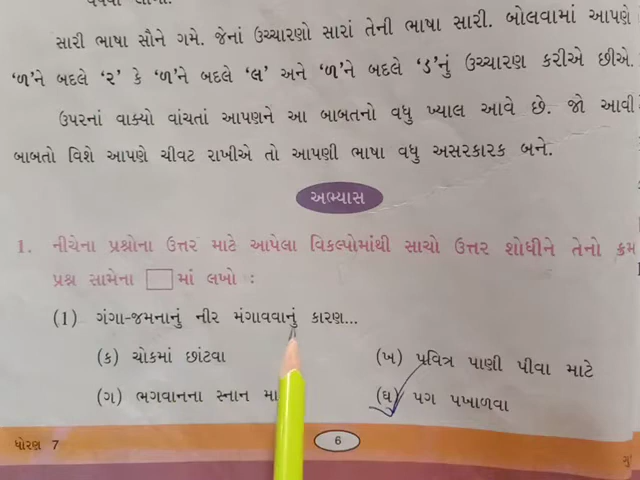 સારી ભાષા સૌને ગમે. જેનાં ઉચ્ચારણો સારાં તેની ભાષા સારી. બોલવામાં આપણે
‘ળ’ને બદલે ‘ર’ કે ‘ળ’ને બદલે ‘લ’ અને ‘ળ’ને બદલે ‘ડ’નું ઉચ્ચારણ કરીએ છીએ.
ઉપરનાં વાક્યો વાંચતાં આપણને આ બાબતનો વધુ ખ્યાલ આવે છે. જો આવી
બાબતો વિશે આપણે ચીવટ રાખીએ તો આપણી ભાષા વધુ અસરકારક બને.
અભ્યાસ
1. નીચેના પ્રશ્નોના ઉત્તર માટે આપેલા વિકલ્પોમાંથી સાચો ઉત્તર શોધીને તેનો ક્રમ
પ્રશ્ન સામેના માં લખો :
(1) ગંગા-જમનાનું નીર મંગાવવાનું કારણ...
(ક) ચોકમાં છાંટવા (ખ) પવિત્ર પાણી પીવા માટે
(ગ) ભગવાનના સ્નાન મા (ઘ) પગ પખાળવા
ધોરણ 7 6